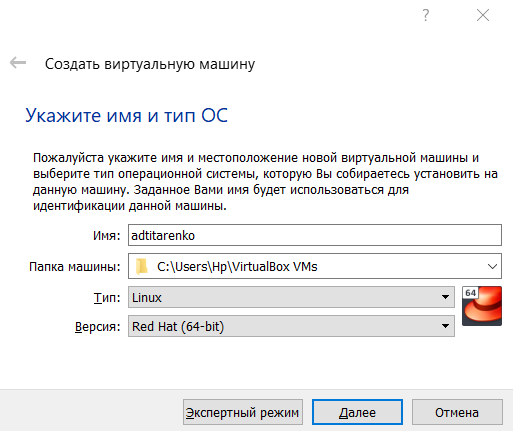 ?
Создать виртуальную машину
Укажите имя и тип ОС
Пожалуйста укажите имя и местоположение новой виртуальной машины и
выберите тип операционной системы, которую Вы собираетесь установить на
данную машину. Заданное Вами имя будет использоваться для
идентификации данной машины.
Имя: adtitarenko
Папка машины: C:\Users\Hp\VirtualBox VMs
Тип: Linux
64
Версия: Red Hat (64-bit)
Экспертный режим Далее Отмена